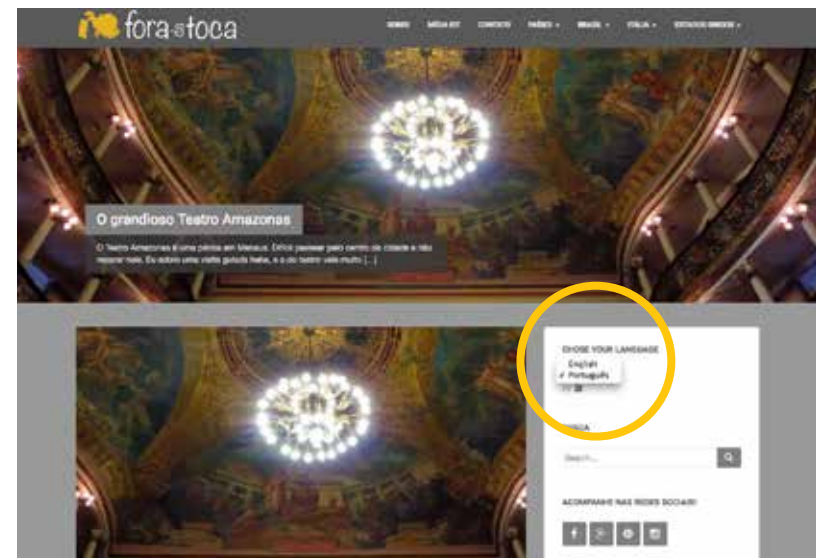 fora da toca
SOBRE MÍDIA KIT CONTATO PAÍSES BRASIL ITÁLIA ESTADOS UNIDOS
O grandioso Teatro Amazonas
O Teatro Amazonas é uma pérola em Manaus. Difícil passear pelo centro da cidade e não
reparar nele. Eu adoro uma visita guiada, e a do teatro vale muito [...]
CHOSE YOUR LANGUAGE
English
✓ Português
BUSCA
Search...
ACOMPANHE NAS REDES SOCIAIS!